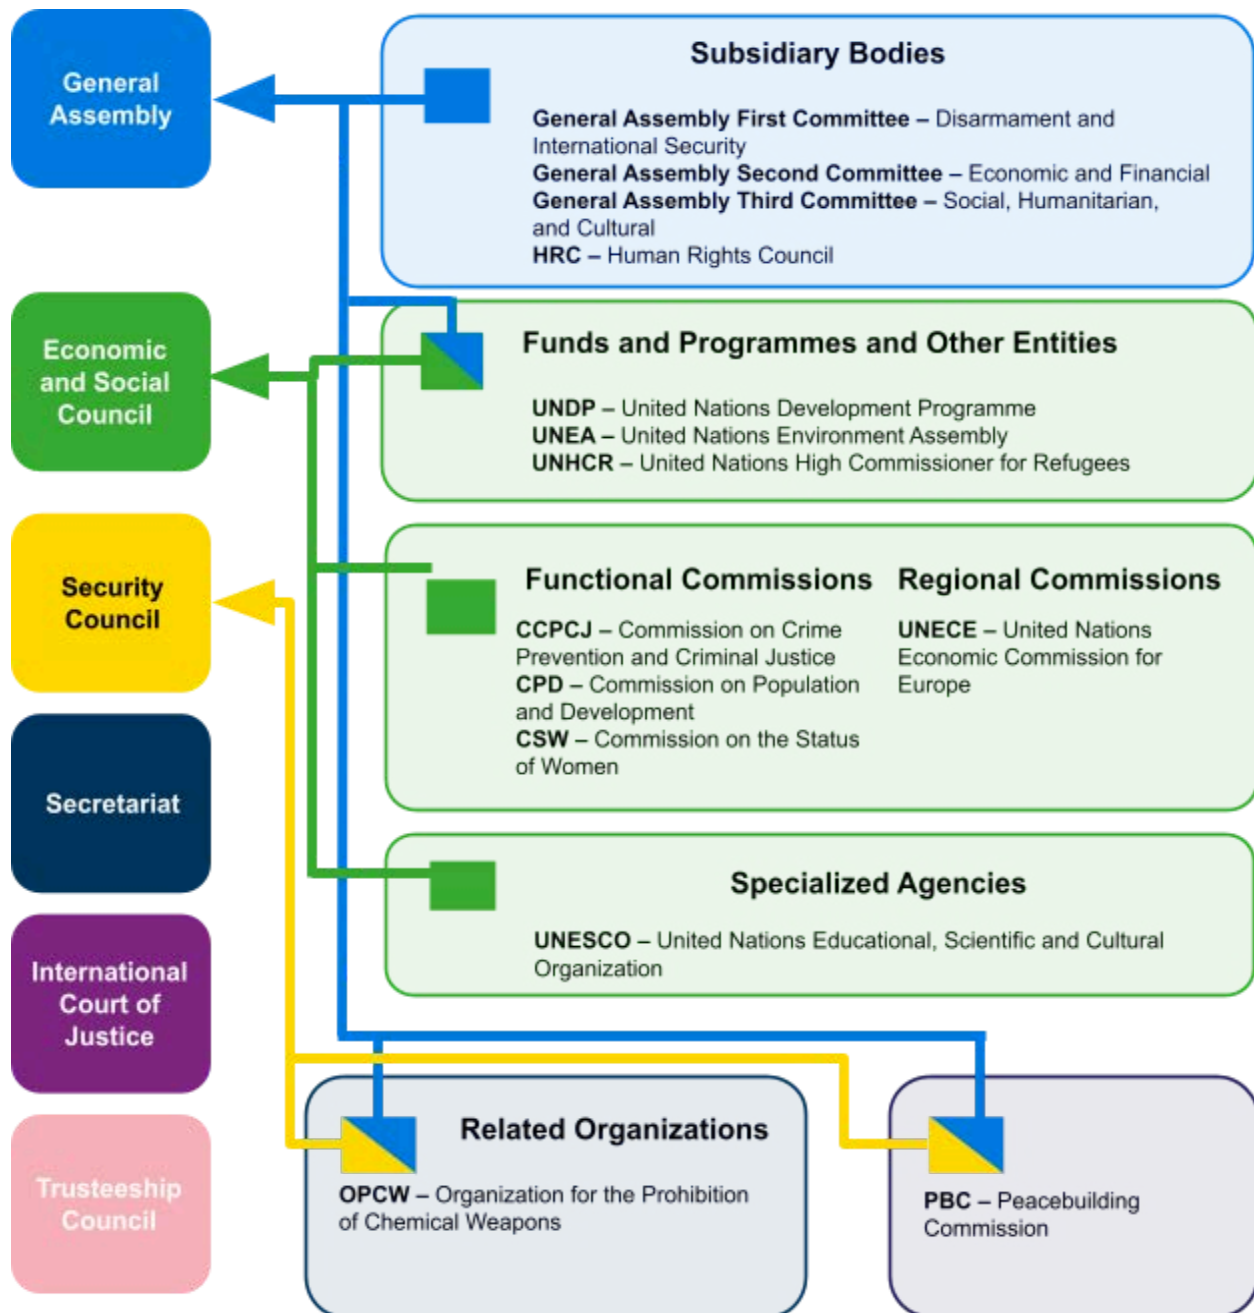 General
Assembly
Subsidiary Bodies
General Assembly First Committee – Disarmament and
International Security
General Assembly Second Committee – Economic and Financial
General Assembly Third Committee – Social, Humanitarian,
and Cultural
HRC – Human Rights Council
Economic
and Social
Council
Funds and Programmes and Other Entities
UNDP – United Nations Development Programme
UNEA – United Nations Environment Assembly
UNHCR – United Nations High Commissioner for Refugees
Security
Council
Functional Commissions
CCPCJ – Commission on Crime
Prevention and Criminal Justice
CPD – Commission on Population
and Development
CSW – Commission on the Status
of Women
Regional Commissions
UNECE – United Nations
Economic Commission for
Europe
Secretariat
Specialized Agencies
UNESCO – United Nations Educational, Scientific and Cultural
Organization
International
Court of
Justice
Related Organizations
OPCW – Organization for the Prohibition
of Chemical Weapons
PBC – Peacebuilding
Commission
Trusteeship
Council